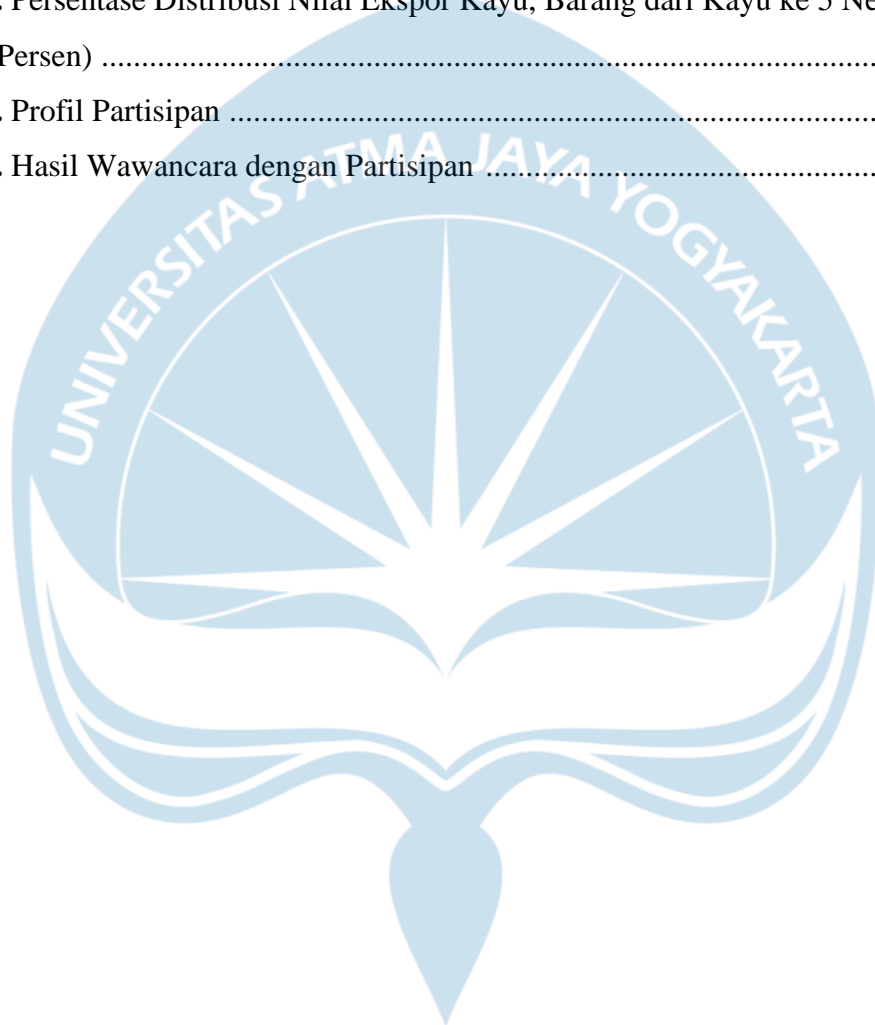 . Persentase Distribusi Nilai Ekspor Kayu, Barang dari Kayu ke 5 Ne
Persen) ..........................................................................................
. Profil Partisipan ..........................................................................
. Hasil Wawancara dengan Partisipan ..............................................
UNIVERSITAS ATMA JAYA YOGYAKARTA